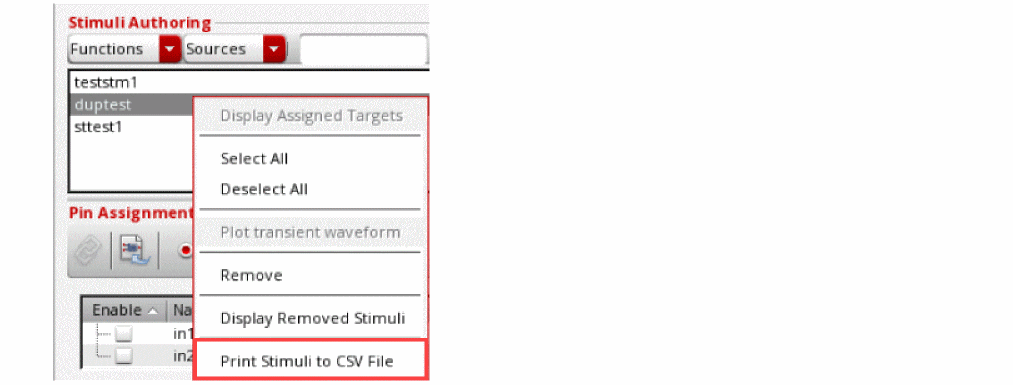 Stimuli Authoring
Functions Sources
teststm1
duptest
sttest1
Display Assigned Targets
Select All
Deselect All
Pin Assignment
Plot transient waveform
Remove
Enable Na
Display Removed Stimuli
in1
in2
Print Stimuli to CSV File